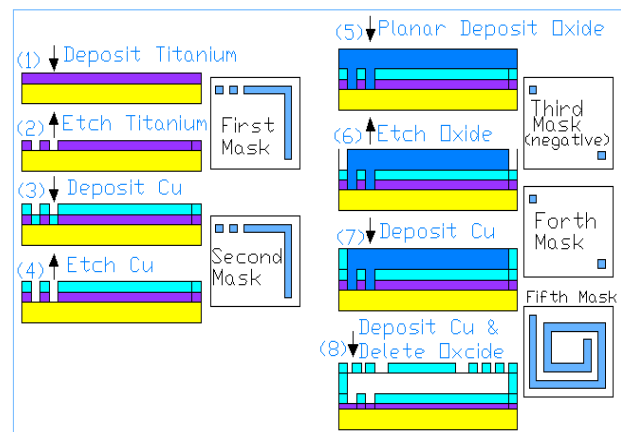 (1) Deposit Titanium
(2) Etch Titanium
First
Mask
(3) Deposit Cu
(4) Etch Cu
Second
Mask
(5) Planar Deposit Oxide
Third
Mask
(negative)
(6) Etch Oxide
Forth
Mask
(7) Deposit Cu
Fifth Mask
(8) Deposit Cu &
Delete Oxcide